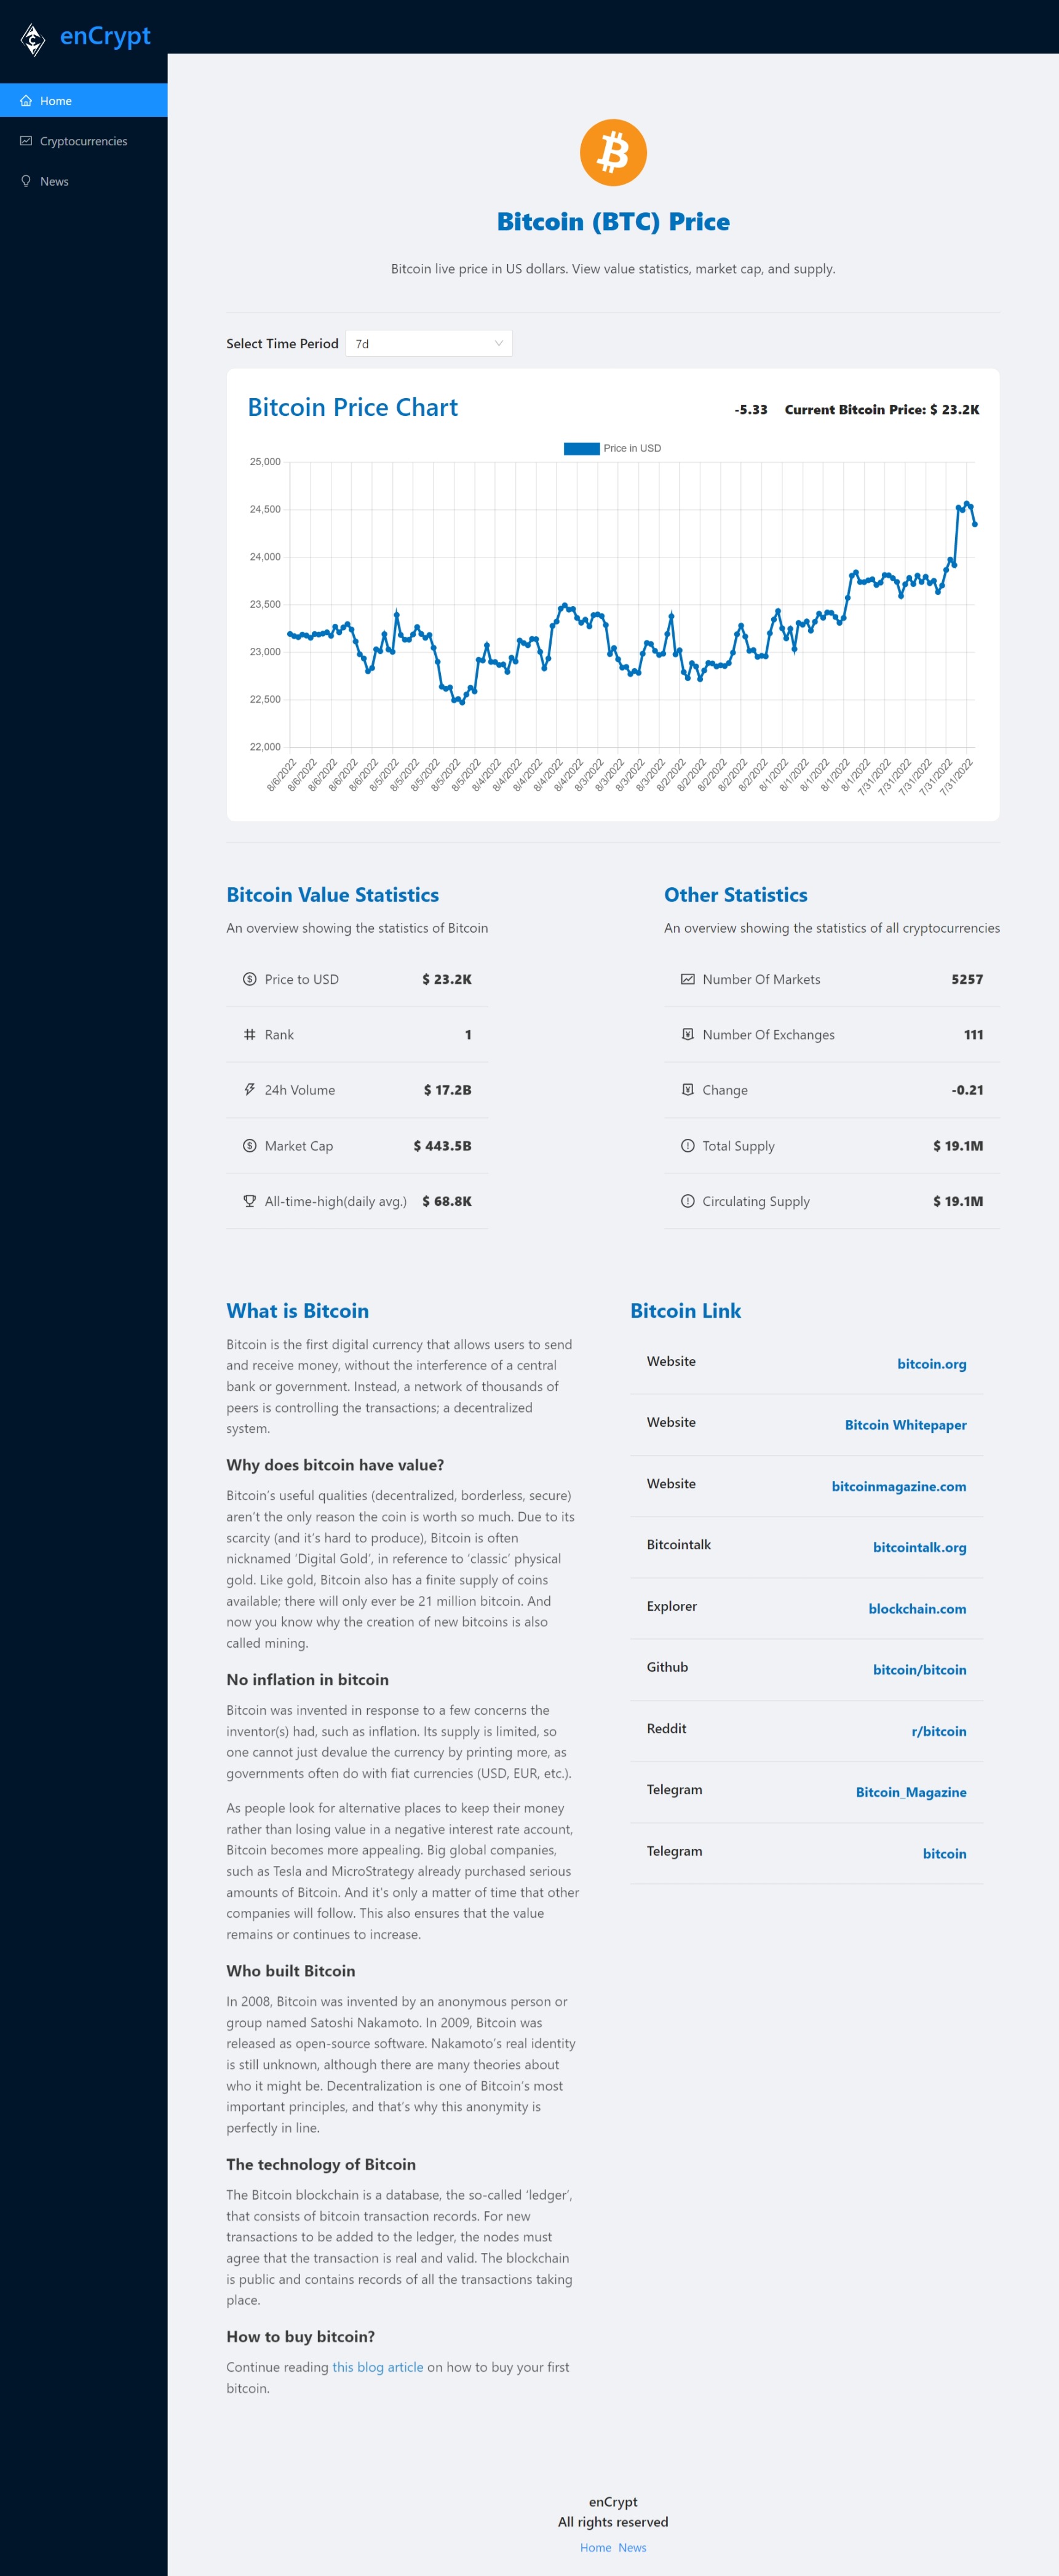 enCrypt
Home
Cryptocurrencies
News
Bitcoin (BTC) Price
Bitcoin live price in US dollars. View value statistics, market cap, and supply.
Select Time Period 7d
Bitcoin Price Chart -5.33 Current Bitcoin Price: $ 23.2K
Price in USD
25,000
24,500
24,000
23,500
23,000
22,500
22,000
8/6/2022 8/6/2022 8/6/2022 8/6/2022 8/6/2022 8/5/2022 8/5/2022 8/5/2022 8/5/2022 8/5/2022 8/4/2022 8/4/2022 8/4/2022 8/4/2022 8/4/2022 8/3/2022 8/3/2022 8/3/2022 8/3/2022 8/2/2022 8/2/2022 8/2/2022 8/2/2022 8/2/2022 8/1/2022 8/1/2022 8/1/2022 8/1/2022 8/1/2022 7/31/2022 7/31/2022 7/31/2022 7/31/2022 7/31/2022
Bitcoin Value Statistics
An overview showing the statistics of Bitcoin
Price to USD $ 23.2K
Rank 1
24h Volume $ 17.2B
Market Cap $ 443.5B
All-time-high(daily avg.) $ 68.8K
Other Statistics
An overview showing the statistics of all cryptocurrencies
Number Of Markets 5257
Number Of Exchanges 111
Change -0.21
Total Supply $ 19.1M
Circulating Supply $ 19.1M
What is Bitcoin
Bitcoin is the first digital currency that allows users to send
and receive money, without the interference of a central
bank or government. Instead, a network of thousands of
peers is controlling the transactions; a decentralized
system.
Why does bitcoin have value?
Bitcoin's useful qualities (decentralized, borderless, secure)
aren't the only reason the coin is worth so much. Due to its
scarcity (and it's hard to produce), Bitcoin is often
nicknamed 'Digital Gold', in reference to 'classic' physical
gold. Like gold, Bitcoin also has a finite supply of coins
available; there will only ever be 21 million bitcoin. And
now you know why the creation of new bitcoins is also
called mining.
No inflation in bitcoin
Bitcoin was invented in response to a few concerns the
inventor(s) had, such as inflation. Its supply is limited, so
one cannot just devalue the currency by printing more, as
governments often do with fiat currencies (USD, EUR, etc.).
As people look for alternative places to keep their money
rather than losing value in a negative interest rate account,
Bitcoin becomes more appealing. Big global companies,
such as Tesla and MicroStrategy already purchased serious
amounts of Bitcoin. And it's only a matter of time that other
companies will follow. This also ensures that the value
remains or continues to increase.
Who built Bitcoin
In 2008, Bitcoin was invented by an anonymous person or
group named Satoshi Nakamoto. In 2009, Bitcoin was
released as open-source software. Nakamoto's real identity
is still unknown, although there are many theories about
who it might be. Decentralization is one of Bitcoin's most
important principles, and that's why this anonymity is
perfectly in line.
The technology of Bitcoin
The Bitcoin blockchain is a database, the so-called 'ledger',
that consists of bitcoin transaction records. For new
transactions to be added to the ledger, the nodes must
agree that the transaction is real and valid. The blockchain
is public and contains records of all the transactions taking
place.
How to buy bitcoin?
Continue reading this blog article on how to buy your first
bitcoin.
Bitcoin Link
Website bitcoin.org
Website Bitcoin Whitepaper
Website bitcoinmagazine.com
Bitcointalk bitcointalk.org
Explorer blockchain.com
Github bitcoin/bitcoin
Reddit r/bitcoin
Telegram Bitcoin_Magazine
Telegram bitcoin
enCrypt
All rights reserved
Home News